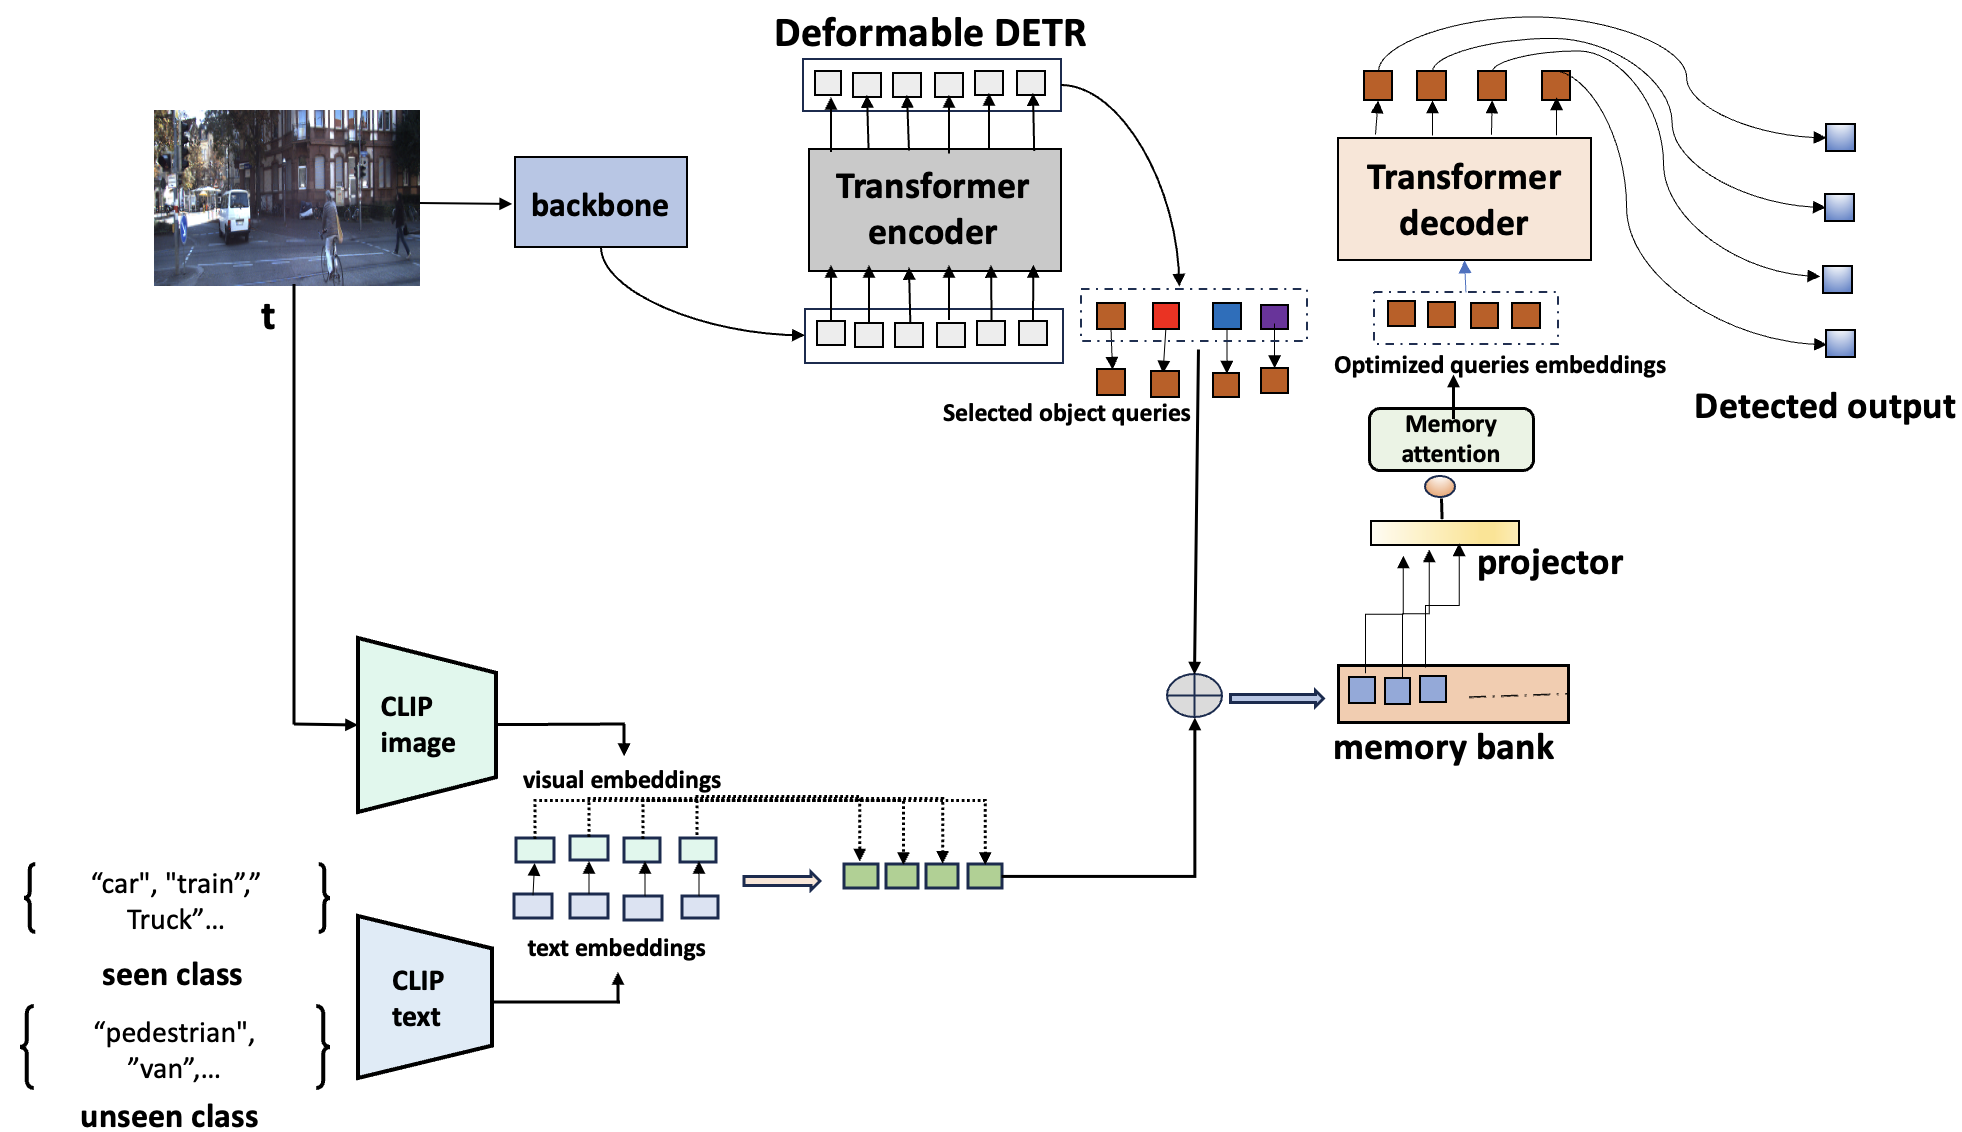 Deformable DETR
backbone
Transformer
encoder
Transformer
decoder
t
Selected object queries
Optimized queries embeddings
Detected output
Memory
attention
projector
memory bank
CLIP
image
visual embeddings
text embeddings
“car", "train”,”
Truck”...
seen class
CLIP
text
“pedestrian",
”van”,...
unseen class